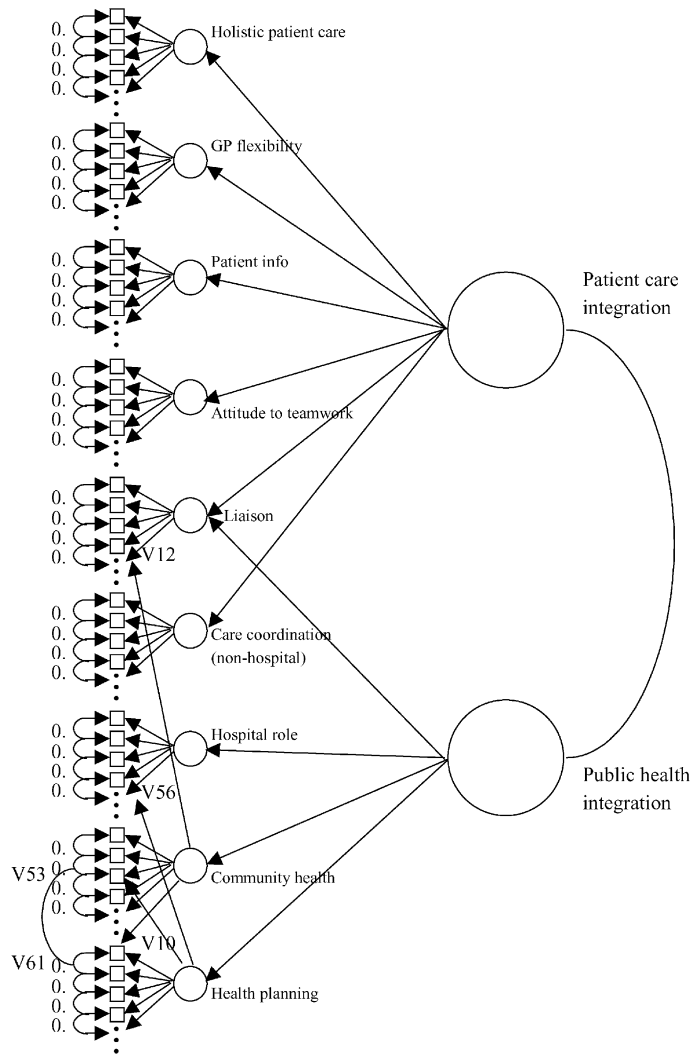 0.
0.
0.
0.
Holistic patient care
0.
0.
0.
0.
GP flexibility
0.
0.
0.
0.
Patient info
Patient care
integration
0.
0.
0.
0.
Attitude to teamwork
0.
0.
0.
0.
Liaison
V12
0.
0.
0.
0.
Care coordination
(non-hospital)
0.
0.
0.
0.
Hospital role
V56
Public health
integration
0.
V53
0.
0.
0.
Community health
V10
V61
0.
0.
0.
0.
Health planning